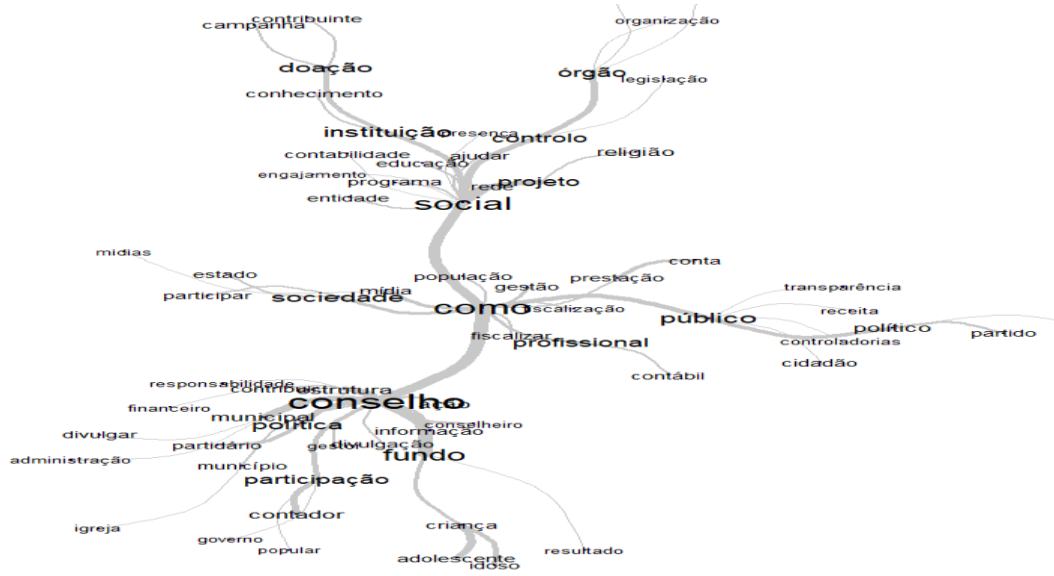 contribuinte
campanha
organização
doação
órgão
legislação
conhecimento
instituição
presença
controlo
contabilidade
ajudar
religião
educação
engajamento
programa
rede
projeto
entidade
social
mídias
estado
população
prestação
conta
gestão
transparência
participar
sociedade
mídia
como
fiscalização
público
receita
político
partido
fiscalizar
profissional
controladorias
cidadão
contábil
responsabilidade
contribuir
estrutura
financeiro
conselho
ação
municipal
política
conselheiro
divulgar
informação
partidário
gestor
divulgação
fundo
administração
município
participação
igreja
contador
criança
governo
popular
adolescente
idoso
resultado